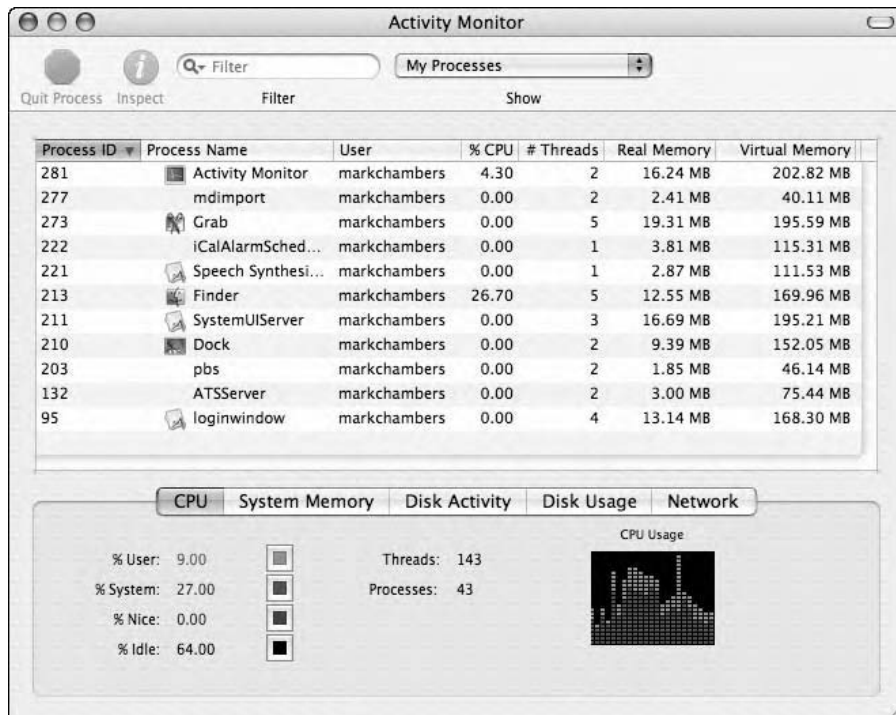 Activity Monitor
Filter
My Processes
Quit Process Inspect Filter Show
Process ID Process Name User % CPU # Threads Real Memory Virtual Memory
281 Activity Monitor markchambers 4.30 2 16.24 MB 202.82 MB
277 mdimport markchambers 0.00 2 2.41 MB 40.11 MB
273 Grab markchambers 0.00 5 19.31 MB 195.59 MB
222 iCalAlarmSched... markchambers 0.00 1 3.81 MB 115.31 MB
221 Speech Synthesi... markchambers 0.00 1 2.87 MB 111.53 MB
213 Finder markchambers 26.70 5 12.55 MB 169.96 MB
211 SystemUIServer markchambers 0.00 3 16.69 MB 195.21 MB
210 Dock markchambers 0.00 2 9.39 MB 152.05 MB
203 pbs markchambers 0.00 2 1.85 MB 46.14 MB
132 ATSServer markchambers 0.00 2 3.00 MB 75.44 MB
95 loginwindow markchambers 0.00 4 13.14 MB 168.30 MB
CPU System Memory Disk Activity Disk Usage Network
CPU Usage
% User: 9.00 Threads: 143
% System: 27.00 Processes: 43
% Nice: 0.00
% Idle: 64.00